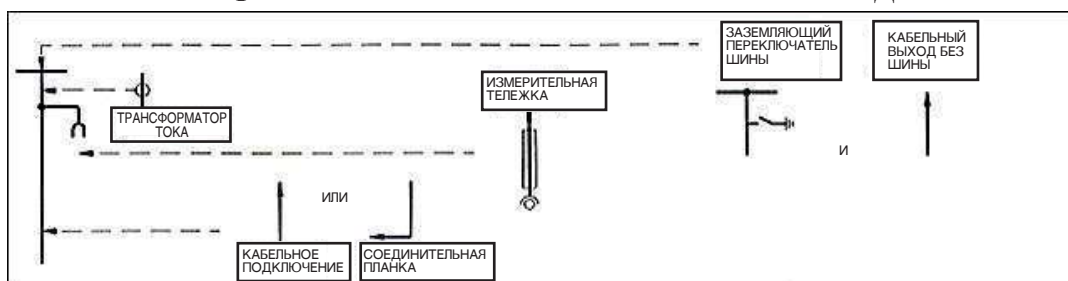 ЗАЗЕМЛЯЮЩИЙ
ПЕРЕКЛЮЧАТЕЛЬ
ШИНЫ
КАБЕЛЬНЫЙ
ВЫХОД БЕЗ
ШИНЫ
ИЗМЕРИТЕЛЬНАЯ
ТЕЛЕЖКА
ТРАНСФОРМАТОР
ТОКА
И
ИЛИ
КАБЕЛЬНОЕ
ПОДКЛЮЧЕНИЕ
СОЕДИНИТЕЛЬНАЯ
ПЛАНКА